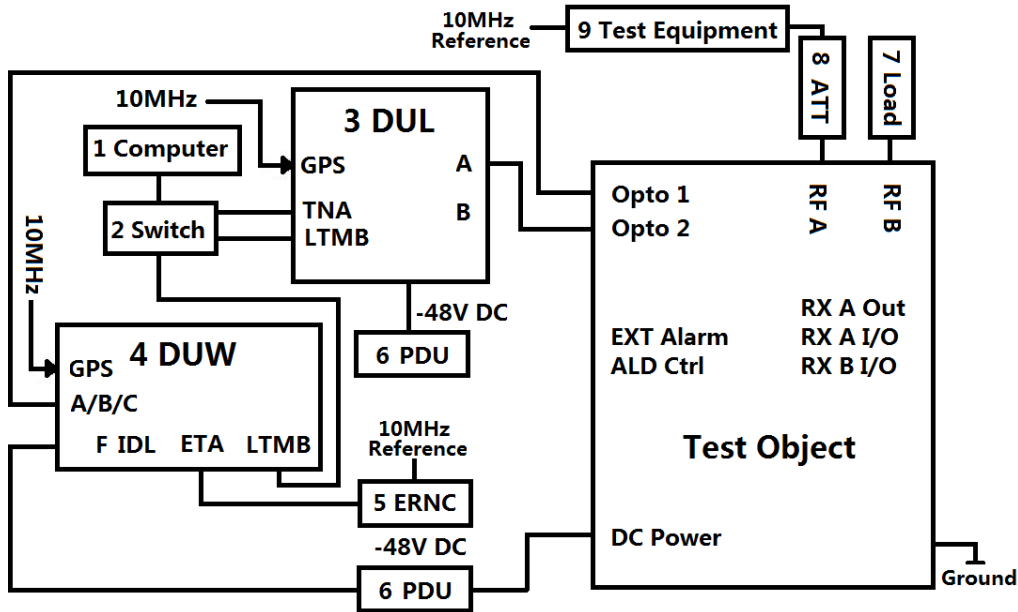 10MHz
Reference
9 Test Equipment
8 ATT
7 Load
10MHz
3 DUL
1 Computer
GPS
A
TNA
B
LTMB
2 Switch
10MHz
-48V DC
6 PDU
4 DUW
GPS
A/B/C
F IDL
ETA
LTMB
10MHz
Reference
5 ERNC
-48V DC
6 PDU
Opto 1
Opto 2
RF A
RF B
RX A Out
EXT Alarm
RX A I/O
ALD Ctrl
RX B I/O
Test Object
DC Power
Ground